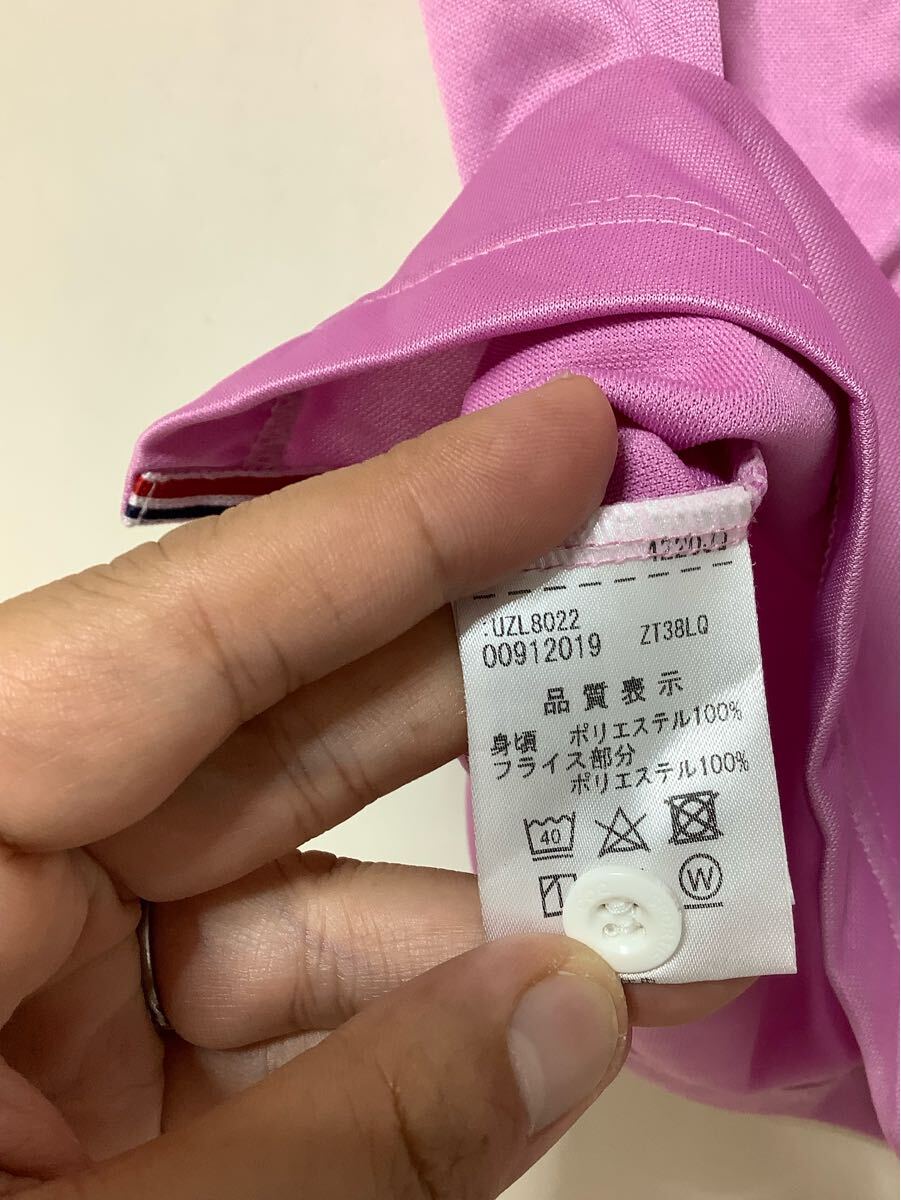 :UZL8022
00912019 ZT38LQ
品質表示
身頃 ポリエステル100%
フライス部分
ポリエステル100%
40
W